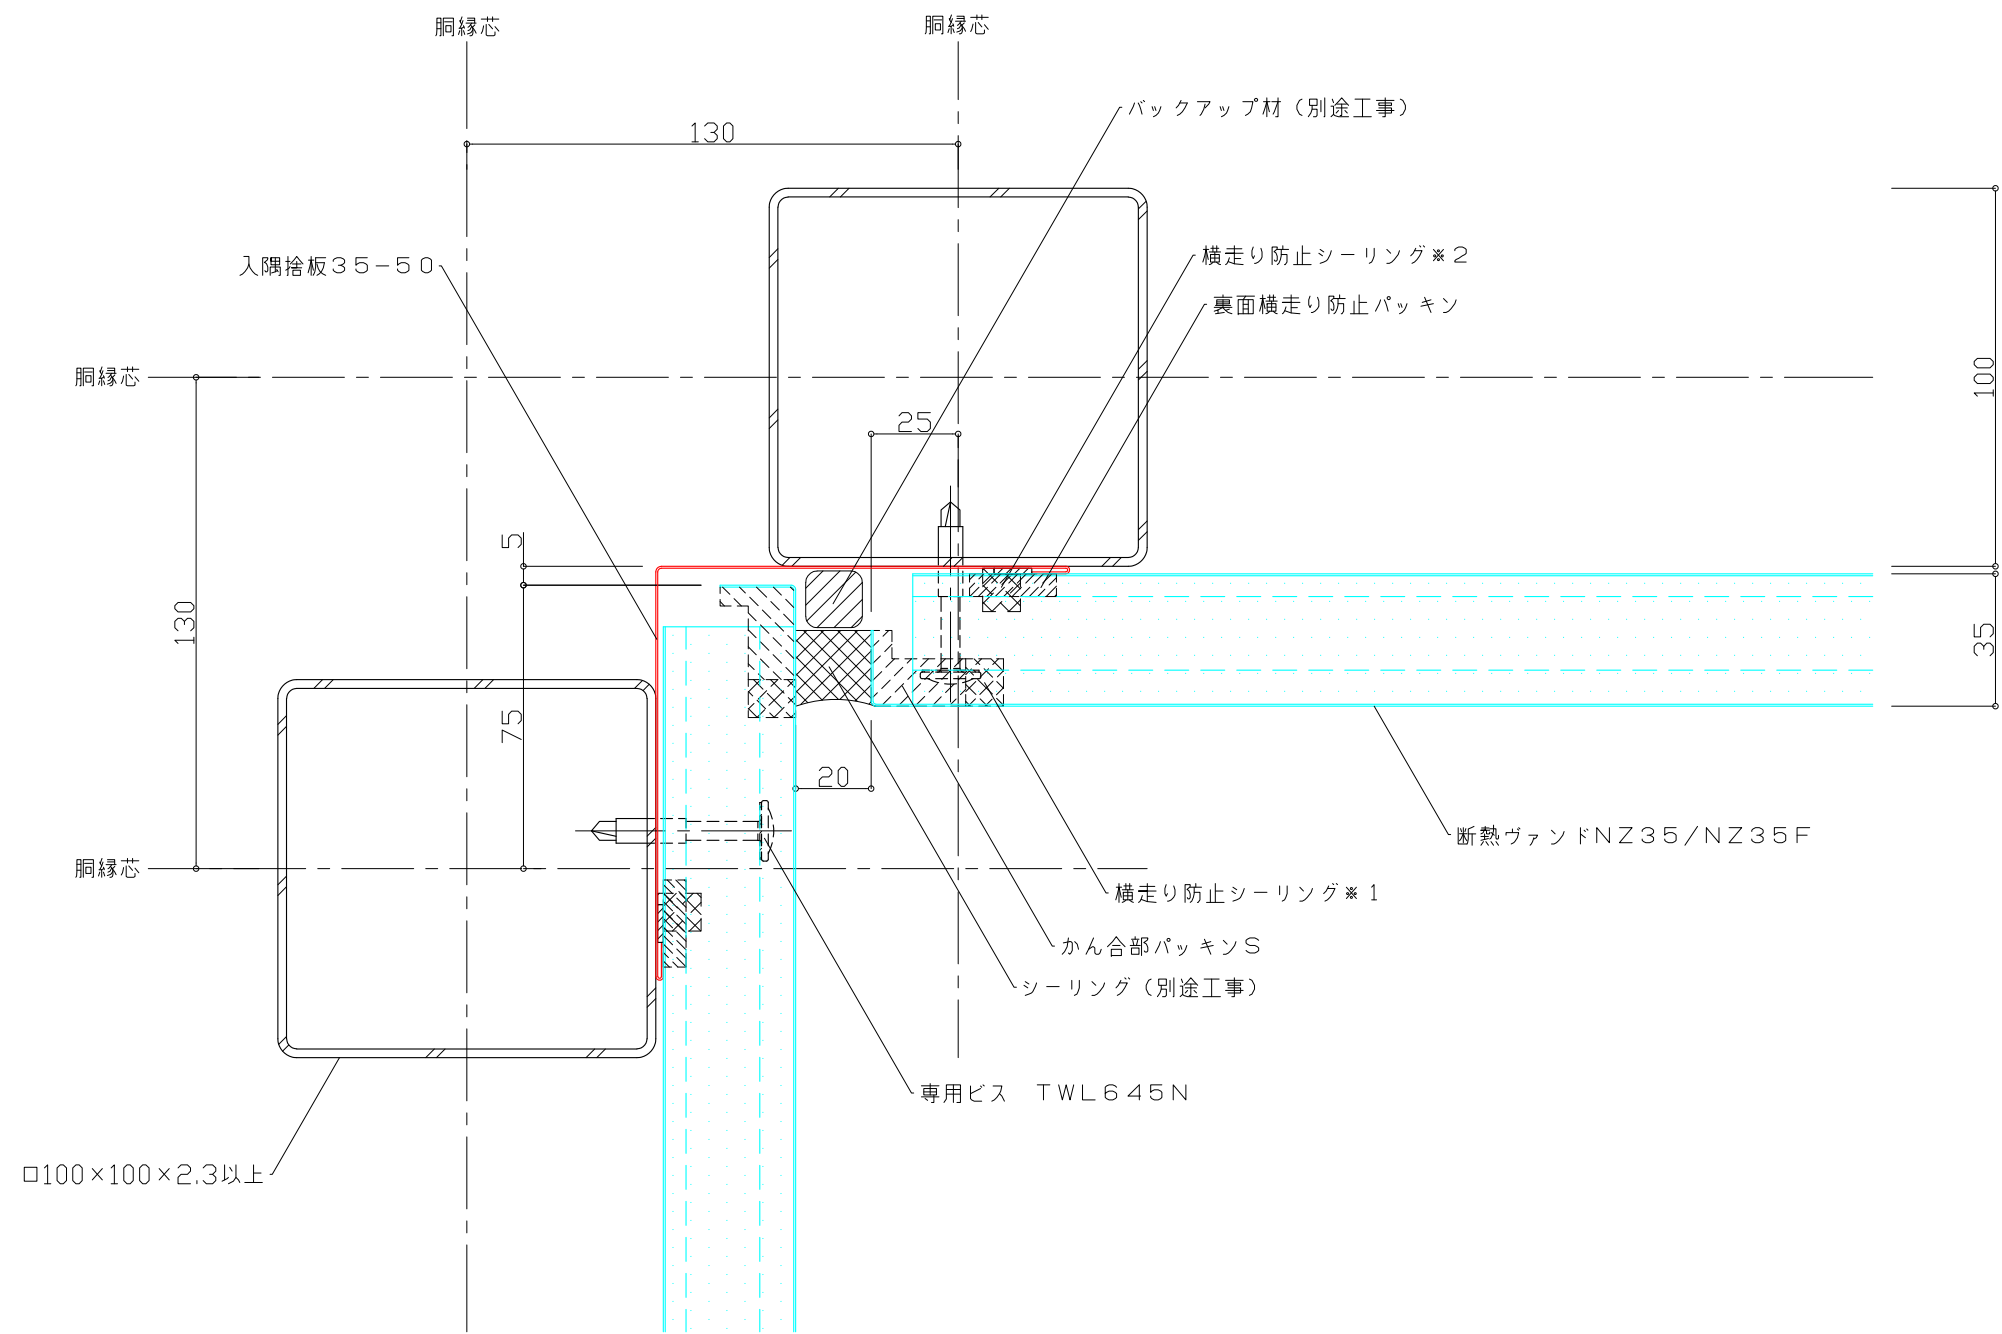 胴縁芯
胴縁芯
バックアップ材（別途工事）
130
入隅捨板３５－５０
横走り防止シーリング※２
裏面横走り防止パッキン
胴縁芯
100
25
5
130
35
75
20
断熱ヴァンドＮＺ３５／ＮＺ３５Ｆ
胴縁芯
横走り防止シーリング※１
かん合部パッキンＳ
シーリング（別途工事）
専用ビス　ＴＷＬ６４５Ｎ
□100×100×2.3以上